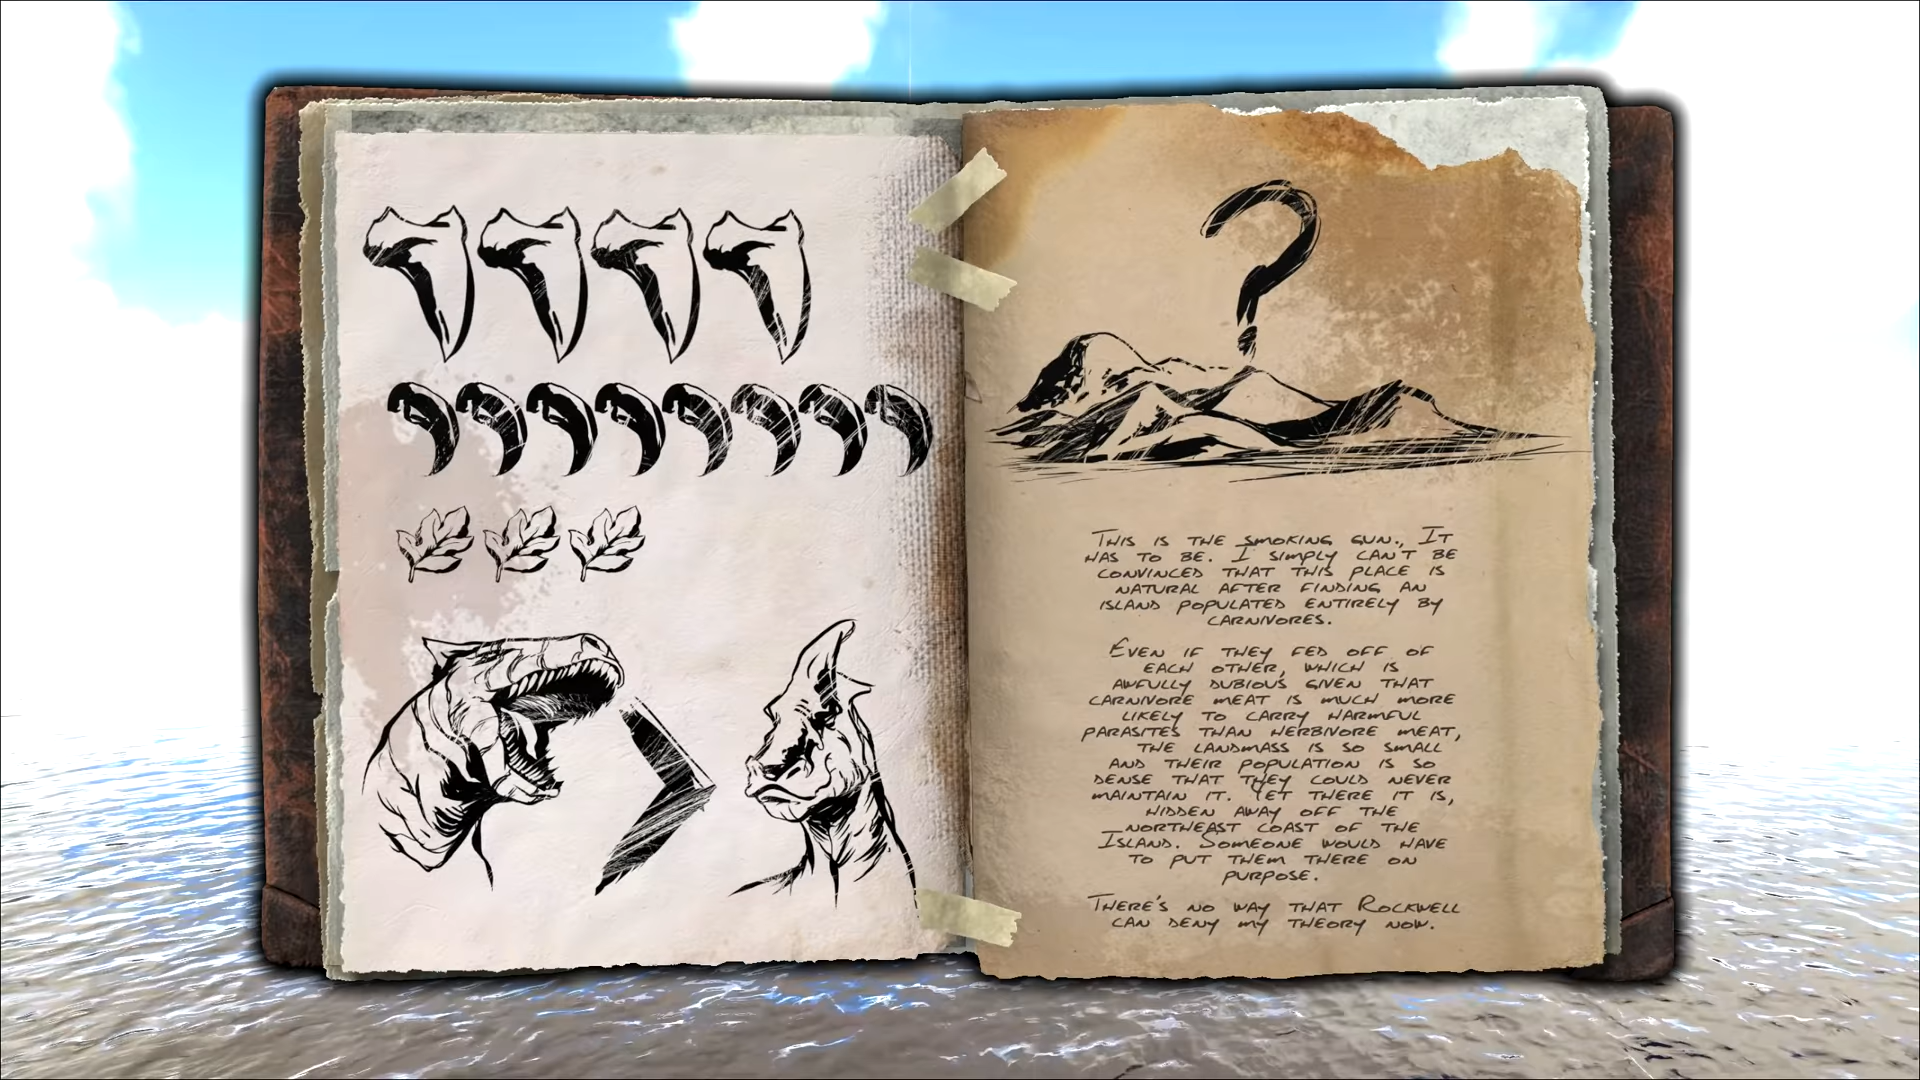 ?
This is the smoking gun., It
has to be. I simply can't be
convinced that this place is
natural after finding an
island populated entirely by
carnivores.
Even if they fed off of
each other, which is
awfully dubious given that
carnivore meat is much more
likely to carry harmful
parasites than herbivore meat,
the landmass is so small
and their population is so
dense that they could never
maintain it. Yet there it is,
hidden away off the
northeast coast of the
Island. Someone would have
to put them there on
purpose.
There's no way that Rockwell
can deny my theory now.